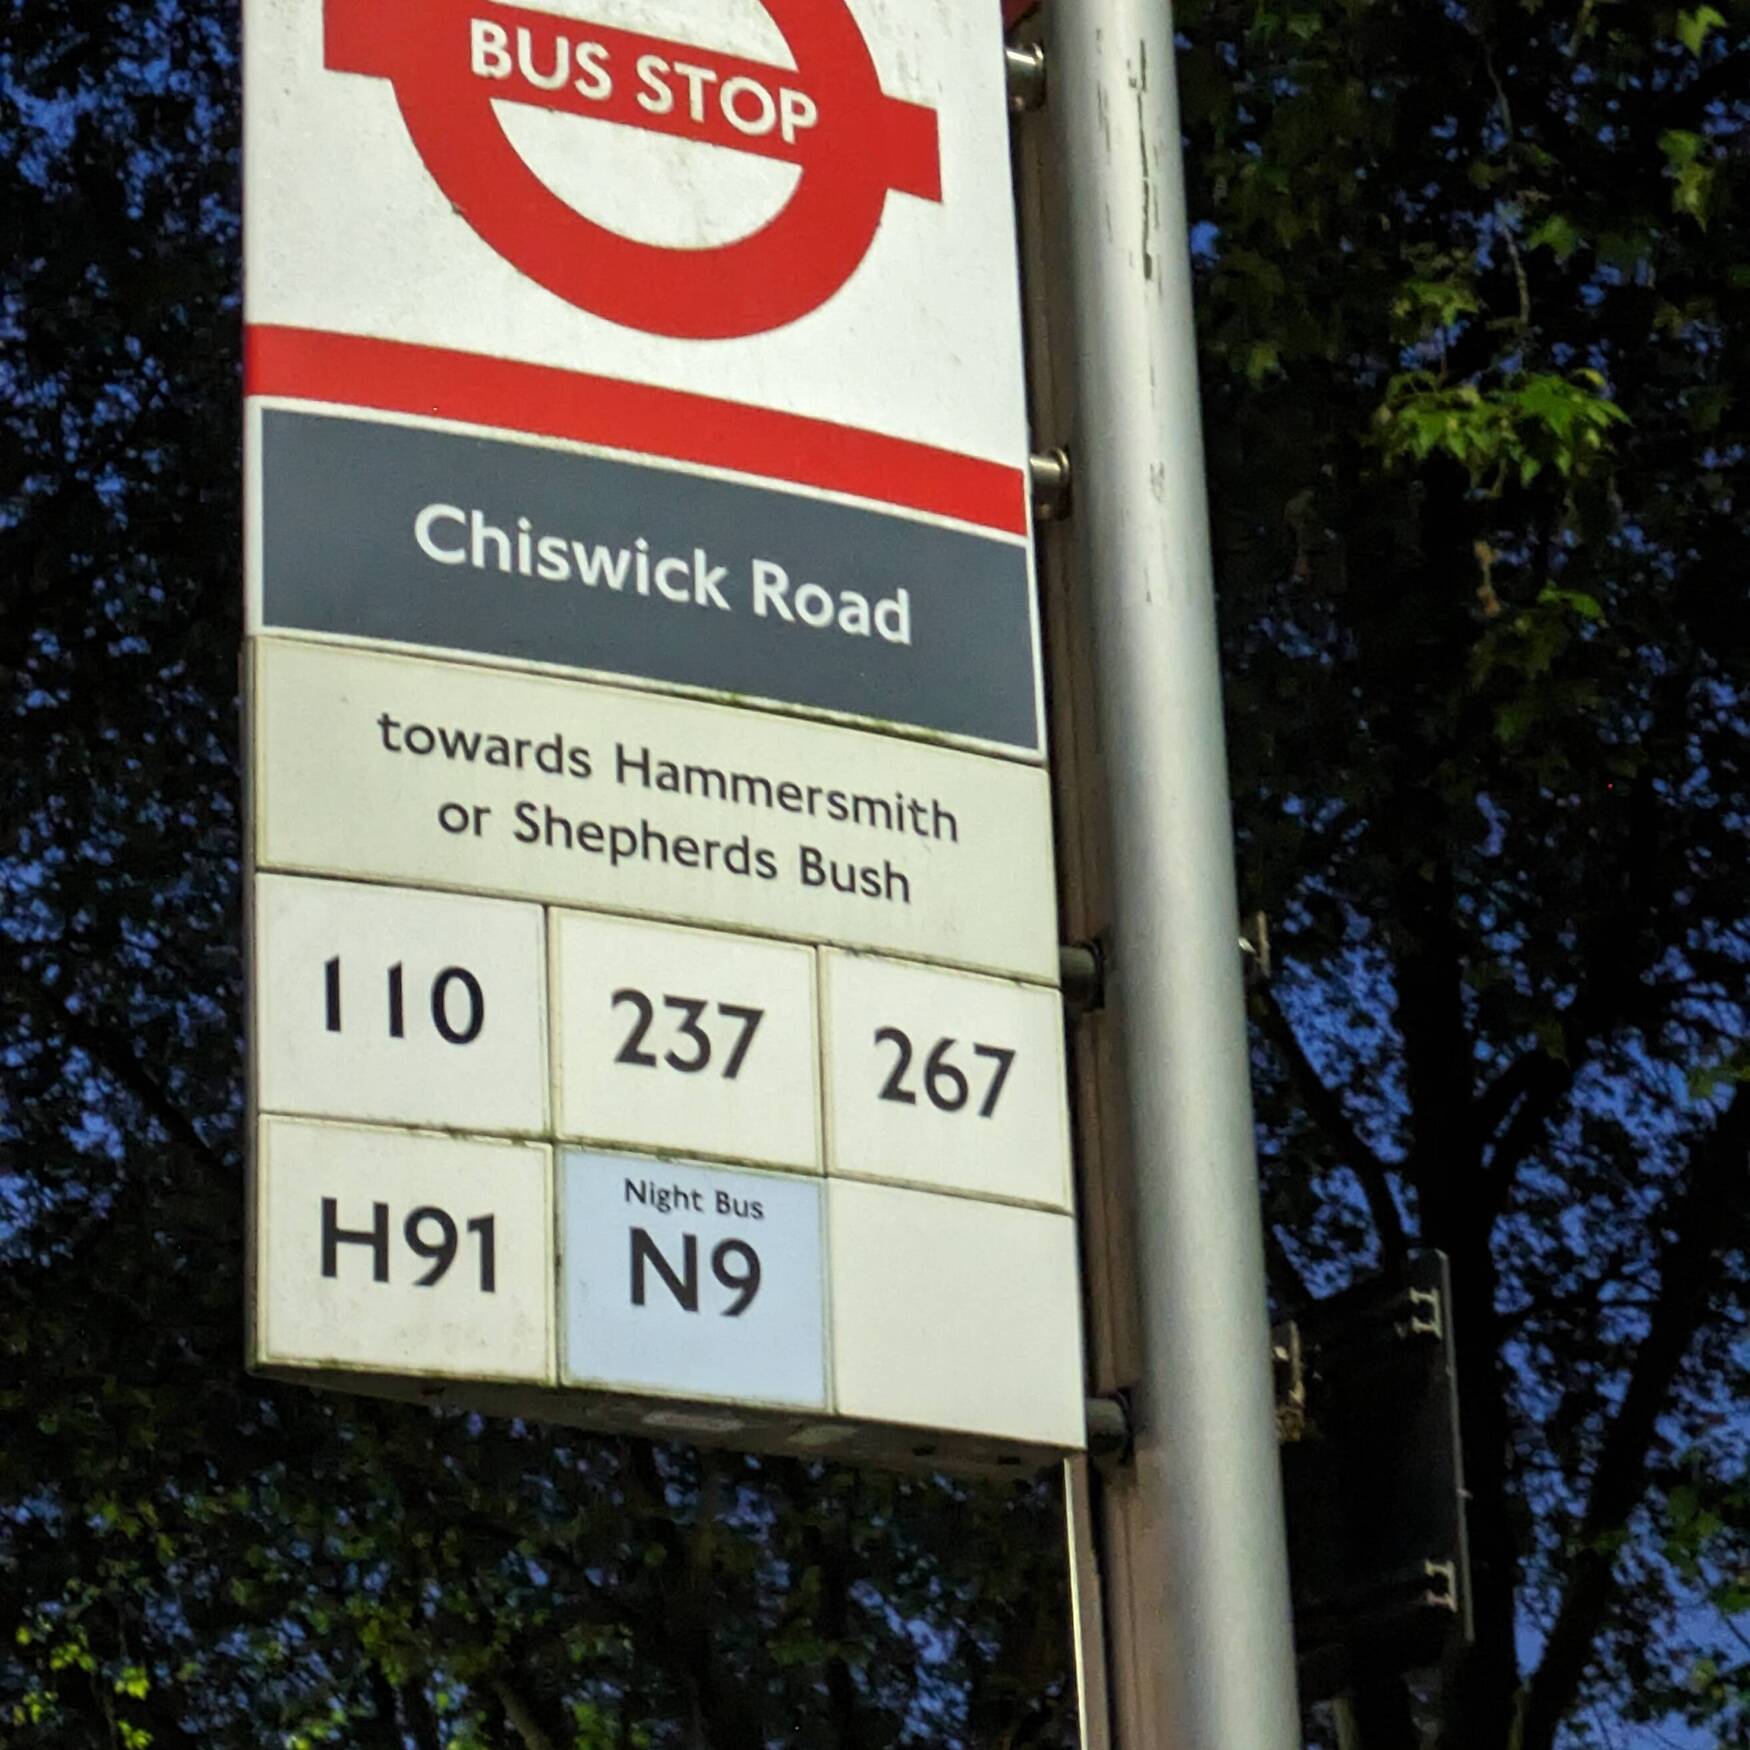 BUS STOP
Chiswick Road
towards Hammersmith
or Shepherds Bush
110
237
267
H91
Night Bus
N9